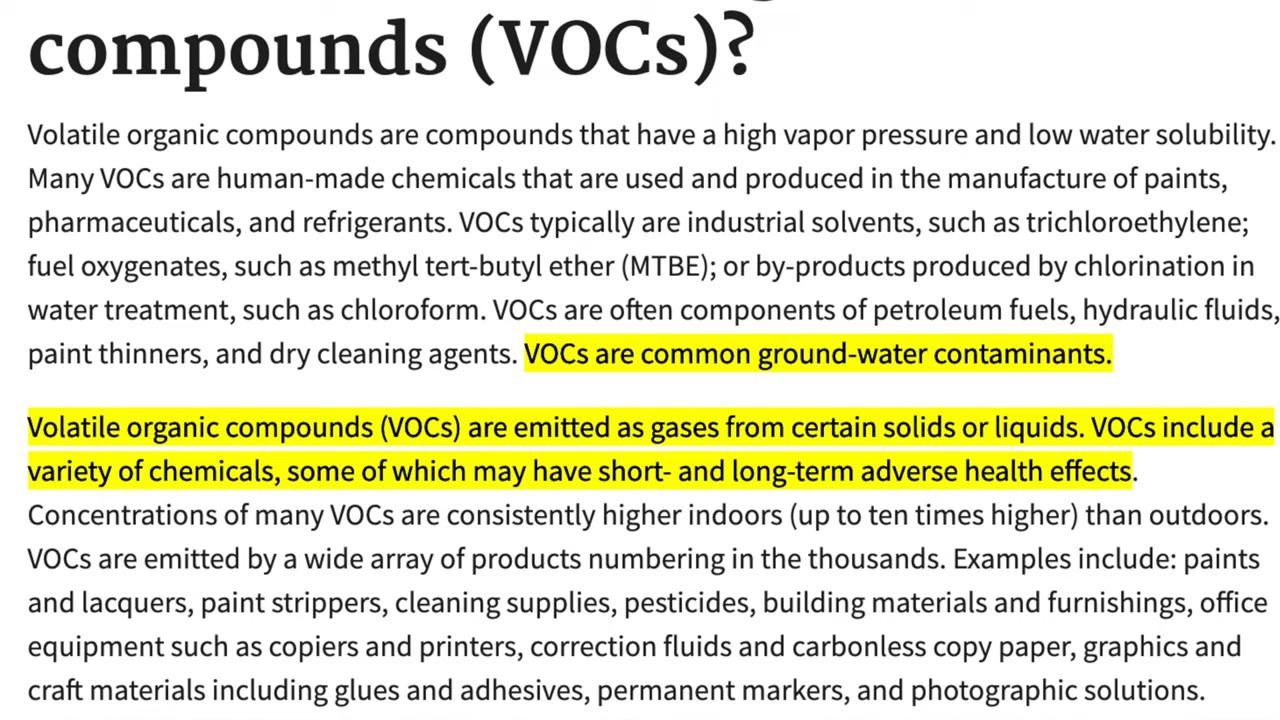 compounds (VOCs)?
Volatile organic compounds are compounds that have a high vapor pressure and low water solubility.
Many VOCs are human-made chemicals that are used and produced in the manufacture of paints,
pharmaceuticals, and refrigerants. VOCs typically are industrial solvents, such as trichloroethylene;
fuel oxygenates, such as methyl tert-butyl ether (MTBE); or by-products produced by chlorination in
water treatment, such as chloroform. VOCs are often components of petroleum fuels, hydraulic fluids,
paint thinners, and dry cleaning agents. VOCs are common ground-water contaminants.
Volatile organic compounds (VOCs) are emitted as gases from certain solids or liquids. VOCs include a
variety of chemicals, some of which may have short- and long-term adverse health effects.
Concentrations of many VOCs are consistently higher indoors (up to ten times higher) than outdoors.
VOCs are emitted by a wide array of products numbering in the thousands. Examples include: paints
and lacquers, paint strippers, cleaning supplies, pesticides, building materials and furnishings, office
equipment such as copiers and printers, correction fluids and carbonless copy paper, graphics and
craft materials including glues and adhesives, permanent markers, and photographic solutions.